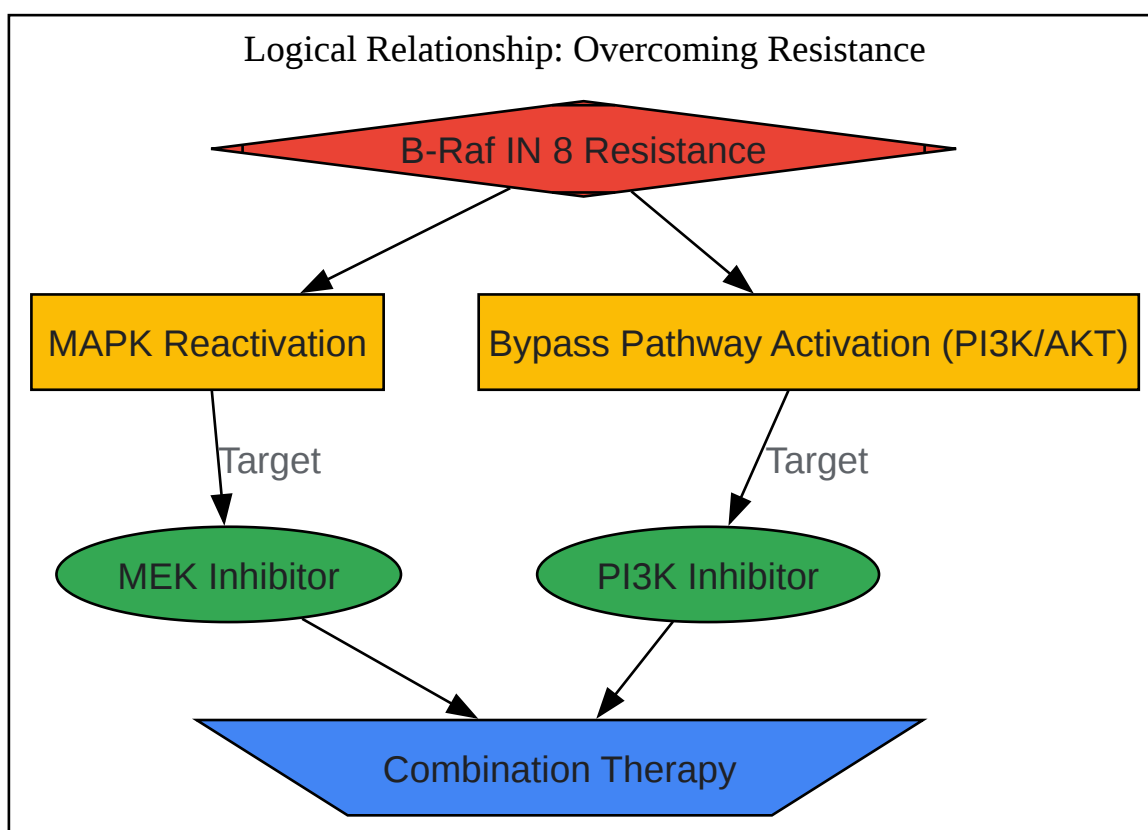 Logical Relationship: Overcoming Resistance
B-Raf IN 8 Resistance
MAPK Reactivation
Bypass Pathway Activation (PI3K/AKT)
Target
Target
MEK Inhibitor
PI3K Inhibitor
Combination Therapy